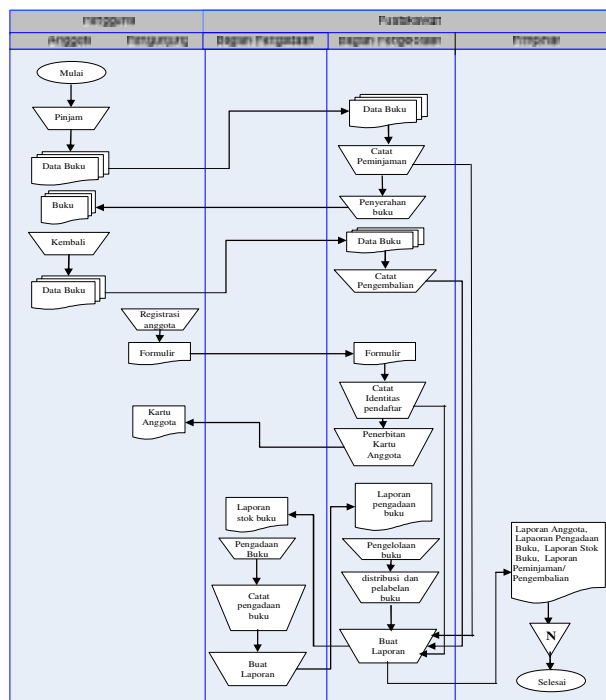 Pengguna
Pustakawan
Anggota
Pengunjung
Bagian Pengadaan
Bagian Pengelolaan
Pimpinan
Mulai
Pinjam
Data Buku
Data Buku
Catat
Peminjaman
Buku
Penyerahan
buku
Kembali
Data Buku
Data Buku
Catat
Pengembalian
Registrasi
anggota
Formulir
Formulir
Catat
Identitas
pendaftar
Kartu
Anggota
Penerbitan
Kartu
Anggota
Laporan
stok buku
Laporan
pengadaan
buku
Pengadaan
Buku
Pengelolaan
buku
Catat
pengadaan
buku
distribusi dan
pelabelan
buku
Buat
Laporan
Buat
Laporan
Laporan Anggota,
Lapaoran Pengadaan
Buku, Laporan Stok
Buku, Laporan
Peminjaman/
Pengembalian
N
Selesai